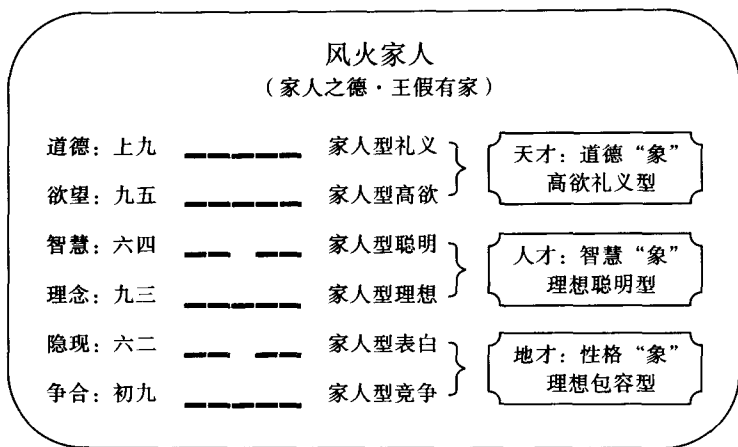 风火家人
（家人之德·王假有家）
道德：上九 家人型礼义
欲望：九五 家人型高欲
天才：道德“象”
高欲礼义型
智慧：六四 家人型聪明
理念：九三 家人型理想
人才：智慧“象”
理想聪明型
隐现：六二 家人型表白
争合：初九 家人型竞争
地才：性格“象”
理想包容型